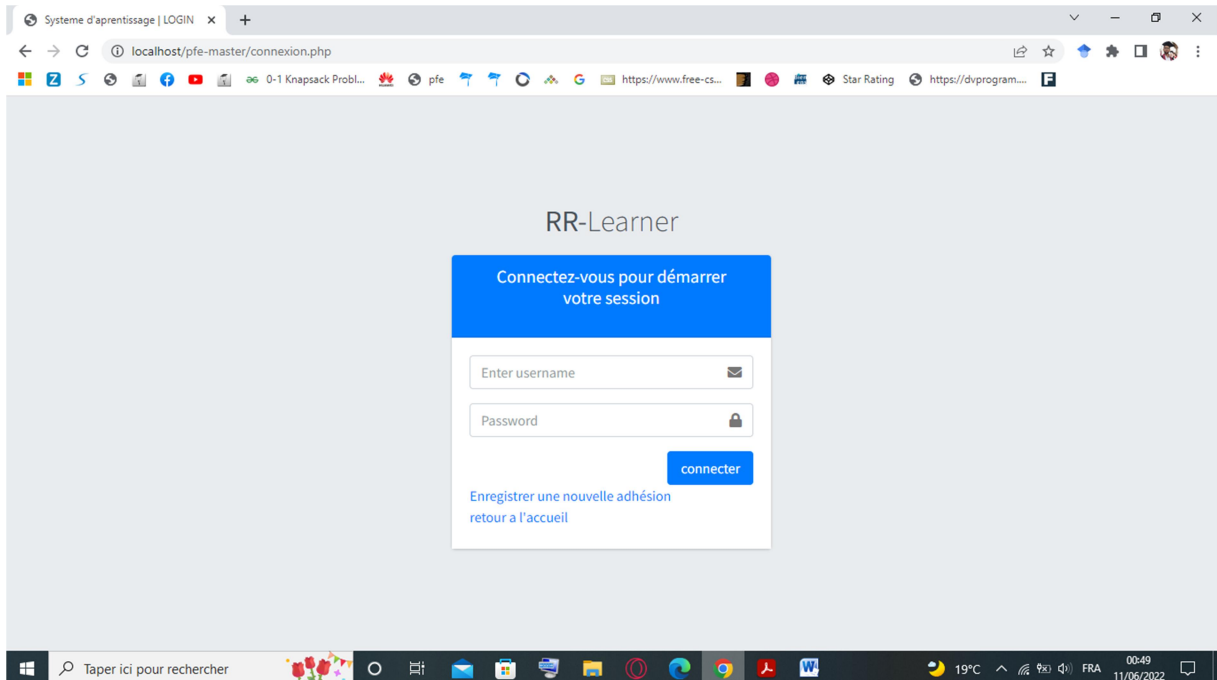 Systeme d'aprentissage | LOGIN
localhost/pfe-master/connexion.php
0-1 Knapsack Probl... pfe https://www.free-cs... Star Rating https://dvprogram....
RR-Learner
Connectez-vous pour démarrer
votre session
Enter username
Password
connecter
Enregistrer une nouvelle adhésion
retour a l'accueil
Taper ici pour rechercher
19°C FRA 00:49
11/06/2022